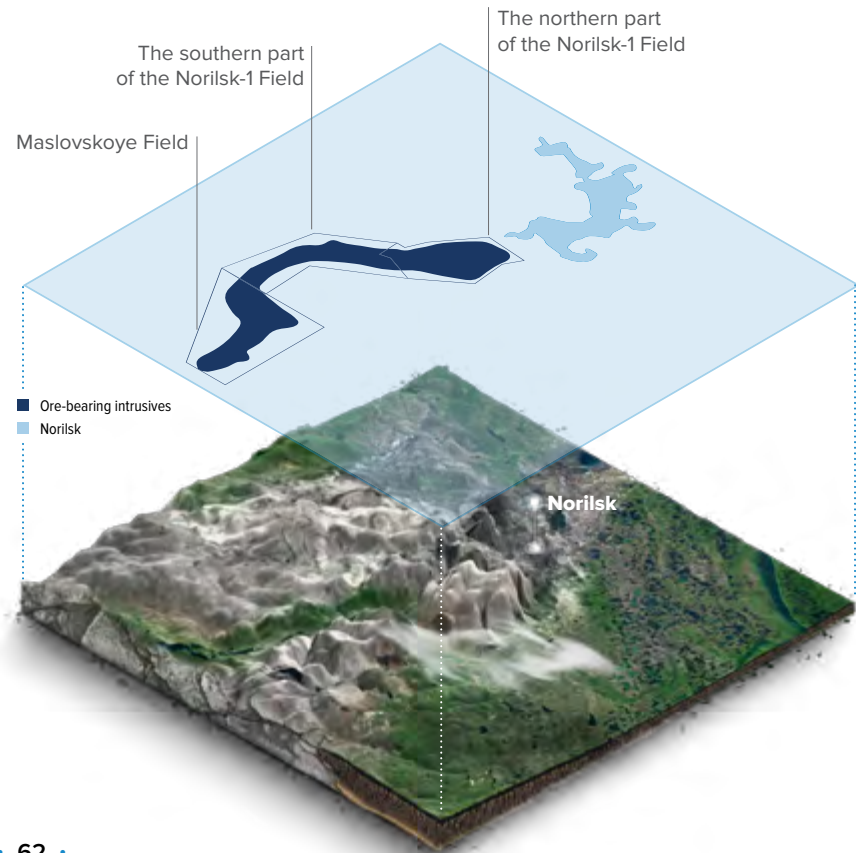 The northern part
of the Norilsk-1 Field
The southern part
of the Norilsk-1 Field
Maslovskoye Field
Ore-bearing intrusives
Norilsk
Norilsk
• 62 •